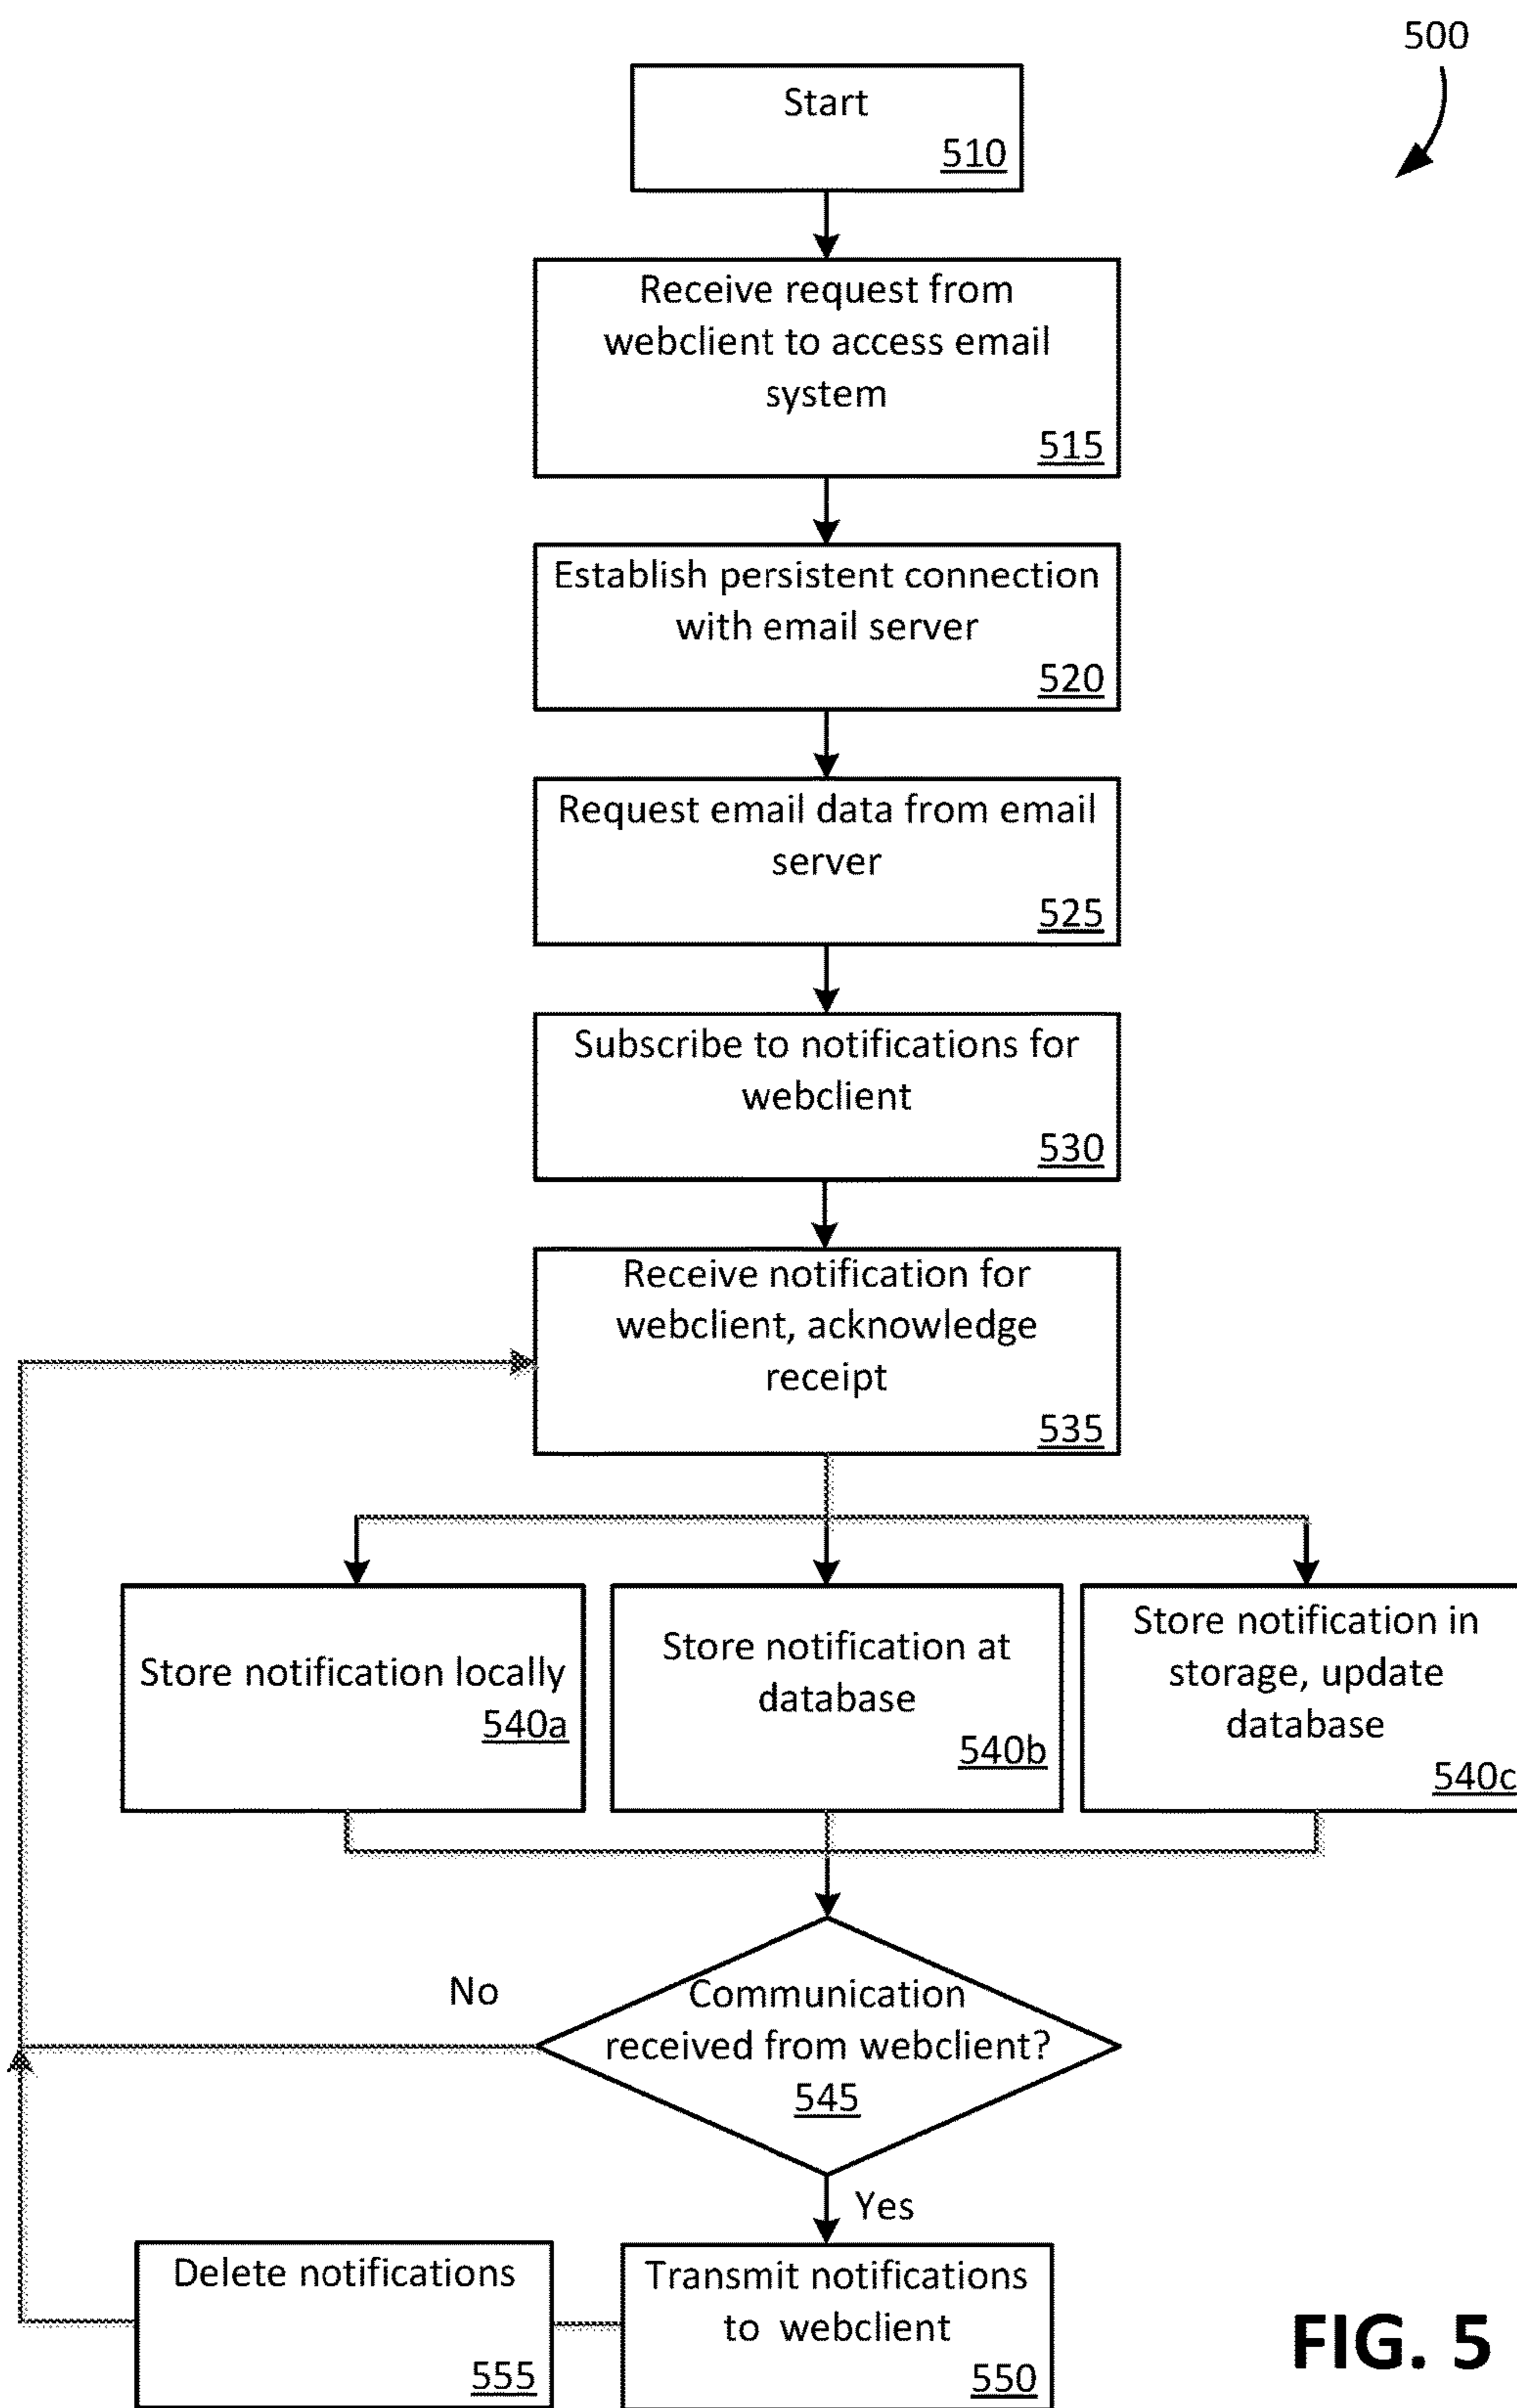 500
Start
510
Receive request from
webclient to access email
system
515
Establish persistent connection
with email server
520
Request email data from email
server
525
Subscribe to notifications for
webclient
530
Receive notification for
webclient, acknowledge
receipt
535
Store notification locally
540a
Store notification at
database
540b
Store notification in
storage, update
database
540c
No
Communication
received from webclient?
545
Yes
Delete notifications
555
Transmit notifications
to webclient
550
FIG. 5